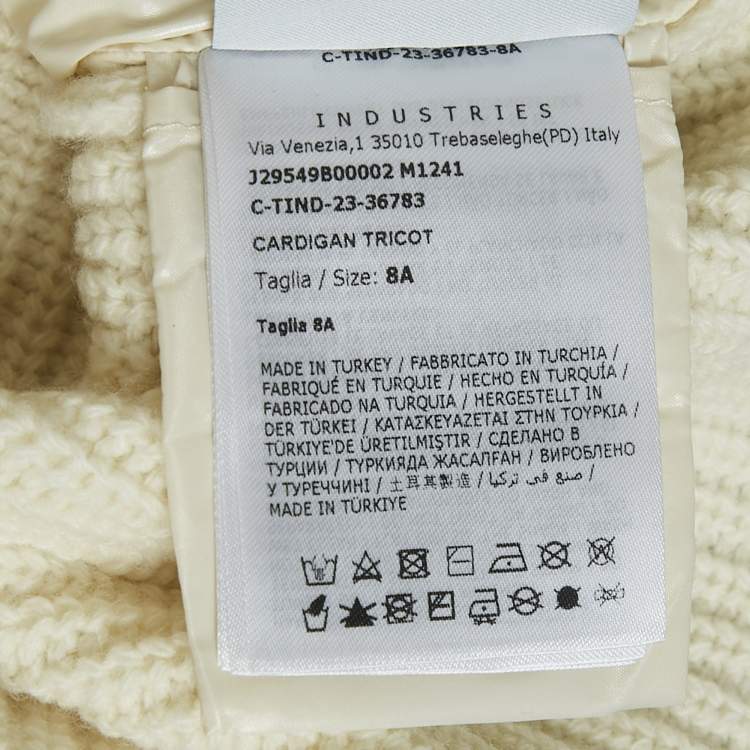 C-TIND-23-36783-8A
INDUSTRIES
Via Venezia,1 35010 Trebaseleghe(PD) Italy
J29549B00002 M1241
C-TIND-23-36783
CARDIGAN TRICOT
Taglia / Size: 8A
Taglia 8A
MADE IN TURKEY / FABBRICATO IN TURCHIA /
FABRIQUÉ EN TURQUIE / HECHO EN TURQUÍA /
FABRICADO NA TURQUIA / HERGESTELLT IN
DER TÜRKEI / ΚΑΤΑΣΚΕΥΑΖΕΤΑΙ ΣΤΗΝ ΤΟΥΡΚΙΑ /
TÜRKİYE'DE ÜRETİLMİŞTİR / СДЕЛАНО В
ТУРЦИИ / ТУРКИЯДА ЖАСАЛҒАН / ВИРОБЛЕНО
У ТУРЕЧЧИНІ / 土耳其製造 / صنع في تركيا /
MADE IN TÜRKİYE